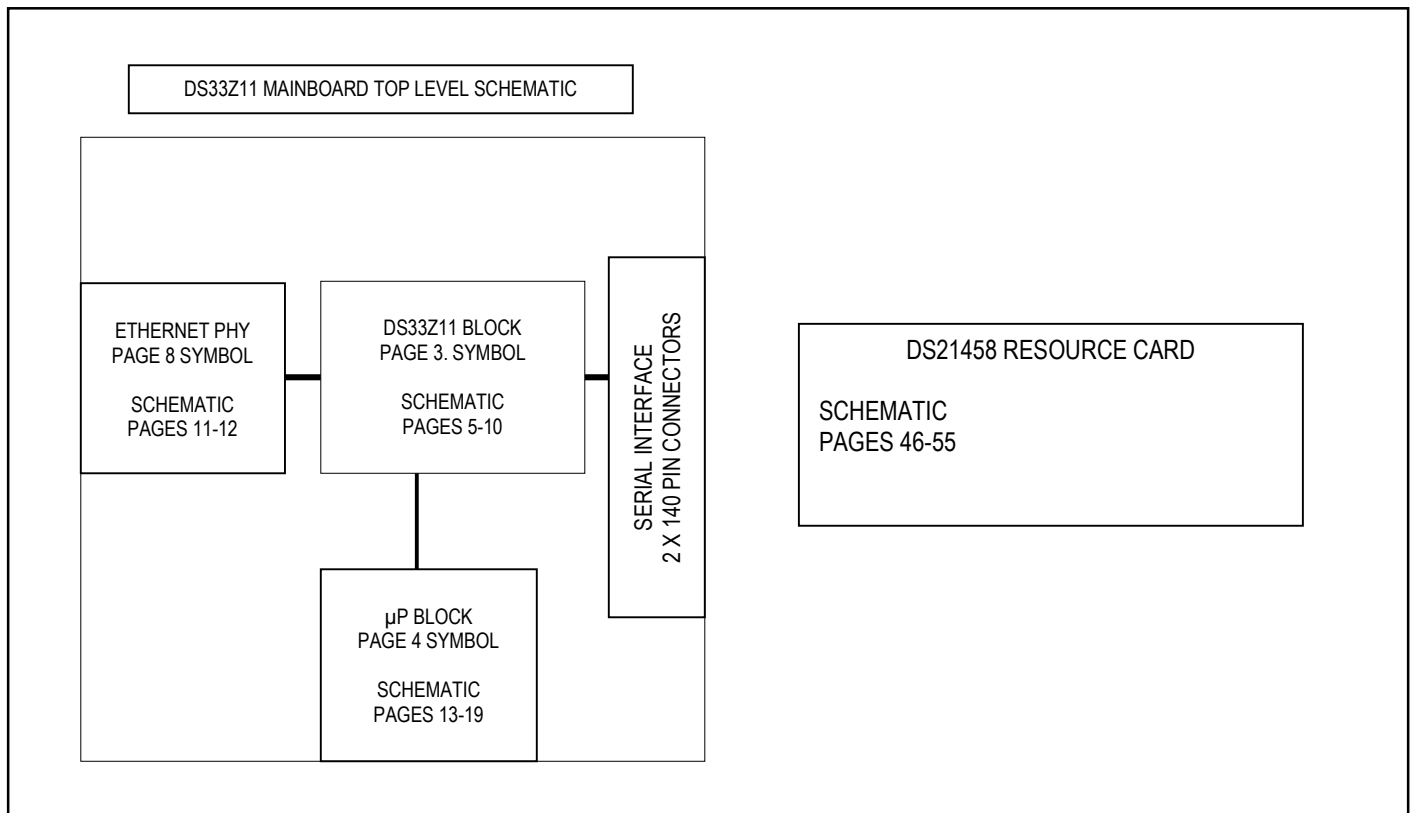 DS33Z11 MAINBOARD TOP LEVEL SCHEMATIC
ETHERNET PHY
PAGE 8 SYMBOL
SCHEMATIC
PAGES 11-12
DS33Z11 BLOCK
PAGE 3. SYMBOL
SCHEMATIC
PAGES 5-10
SERIAL INTERFACE
2 X 140 PIN CONNECTORS
µP BLOCK
PAGE 4 SYMBOL
SCHEMATIC
PAGES 13-19
DS21458 RESOURCE CARD
SCHEMATIC
PAGES 46-55